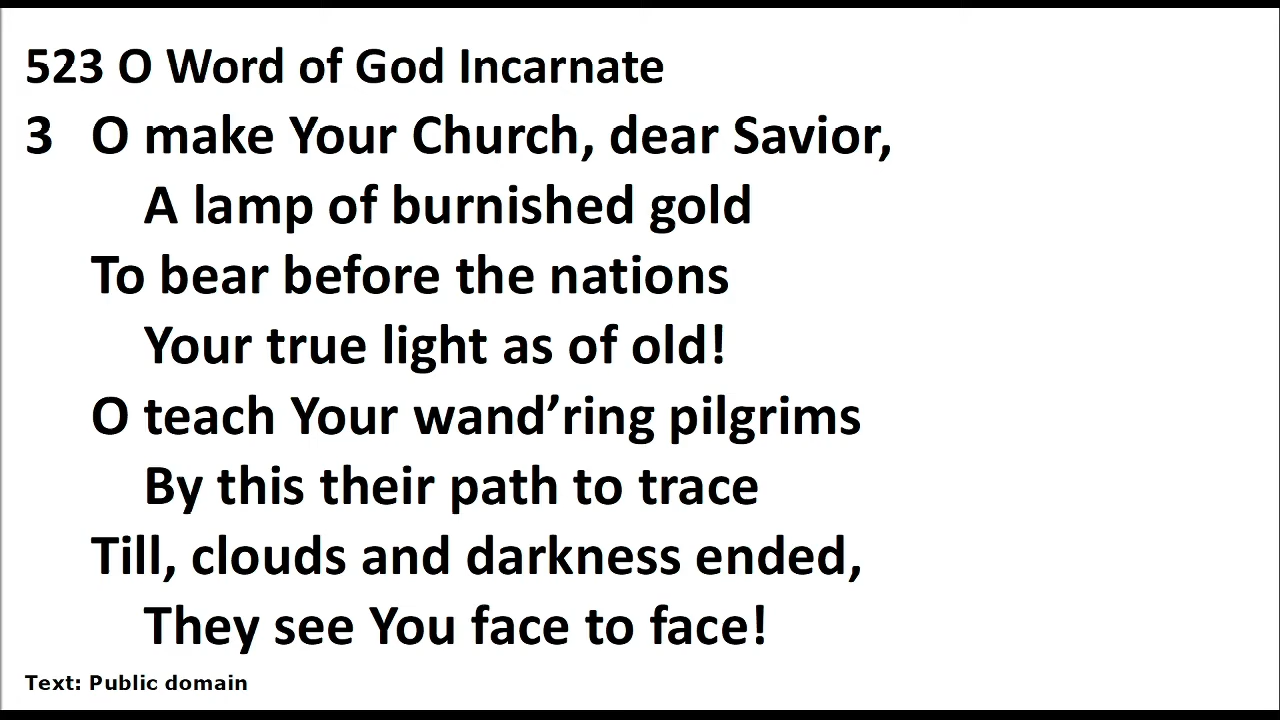 523 O Word of God Incarnate
3 O make Your Church, dear Savior,
A lamp of burnished gold
To bear before the nations
Your true light as of old!
O teach Your wand’ring pilgrims
By this their path to trace
Till, clouds and darkness ended,
They see You face to face!
Text: Public domain